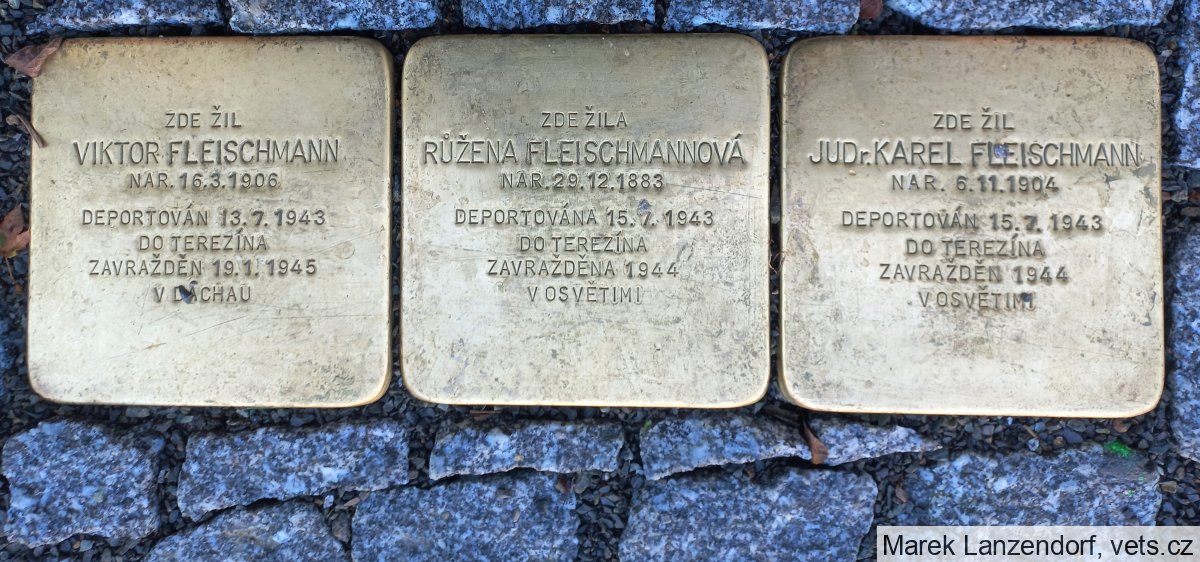 ZDE ŽIL
VIKTOR FLEISCHMANN
NAR. 16.3.1906
DEPORTOVÁN 13.7.1943
DO TEREZÍNA
ZAVRAŽDĚN 19.1.1945
V DACHAU
ZDE ŽILA
RŮŽENA FLEISCHMANNOVÁ
NAR. 29.12.1883
DEPORTOVÁNA 15.7.1943
DO TEREZÍNA
ZAVRAŽDĚNA 1944
V OSVĚTIMI
ZDE ŽIL
JUDr. KAREL FLEISCHMANN
NAR. 6.11.1904
DEPORTOVÁN 15.7.1943
DO TEREZÍNA
ZAVRAŽDĚN 1944
V OSVĚTIMI
Marek Lanzendorf, vets.cz